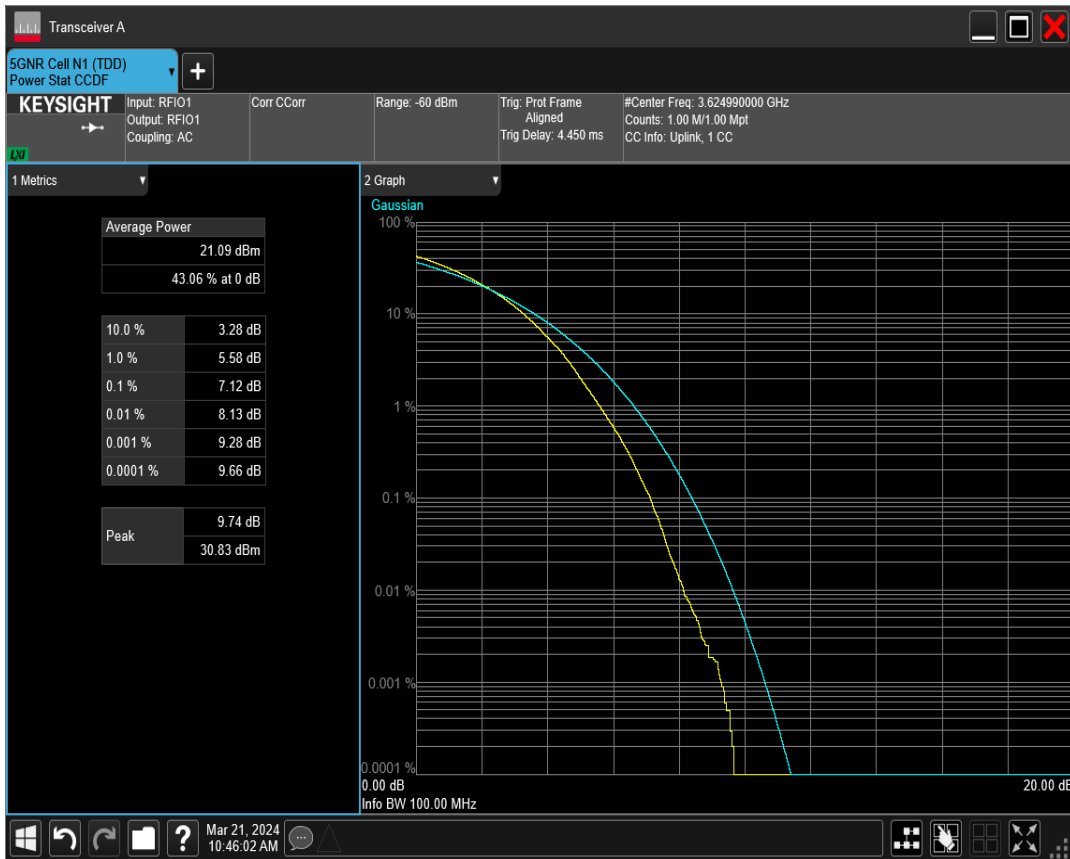 Transceiver A
5GNR Cell N1 (TDD)
Power Stat CCDF
+
KEYSIGHT
LXI
Input: RFIO1
Output: RFIO1
Coupling: AC
Corr CCorr
Range: -60 dBm
Trig: Prot Frame
Aligned
Trig Delay: 4.450 ms
#Center Freq: 3.624990000 GHz
Counts: 1.00 M/1.00 Mpt
CC Info: Uplink, 1 CC
1 Metrics
Average Power
21.09 dBm
43.06 % at 0 dB
10.0 % 3.28 dB
1.0 % 5.58 dB
0.1 % 7.12 dB
0.01 % 8.13 dB
0.001 % 9.28 dB
0.0001 % 9.66 dB
Peak
9.74 dB
30.83 dBm
2 Graph
Gaussian
100 %
10 %
1 %
0.1 %
0.01 %
0.001 %
0.0001 %
0.00 dB 20.00 dB
Info BW 100.00 MHz
?
Mar 21, 2024
10:46:02 AM